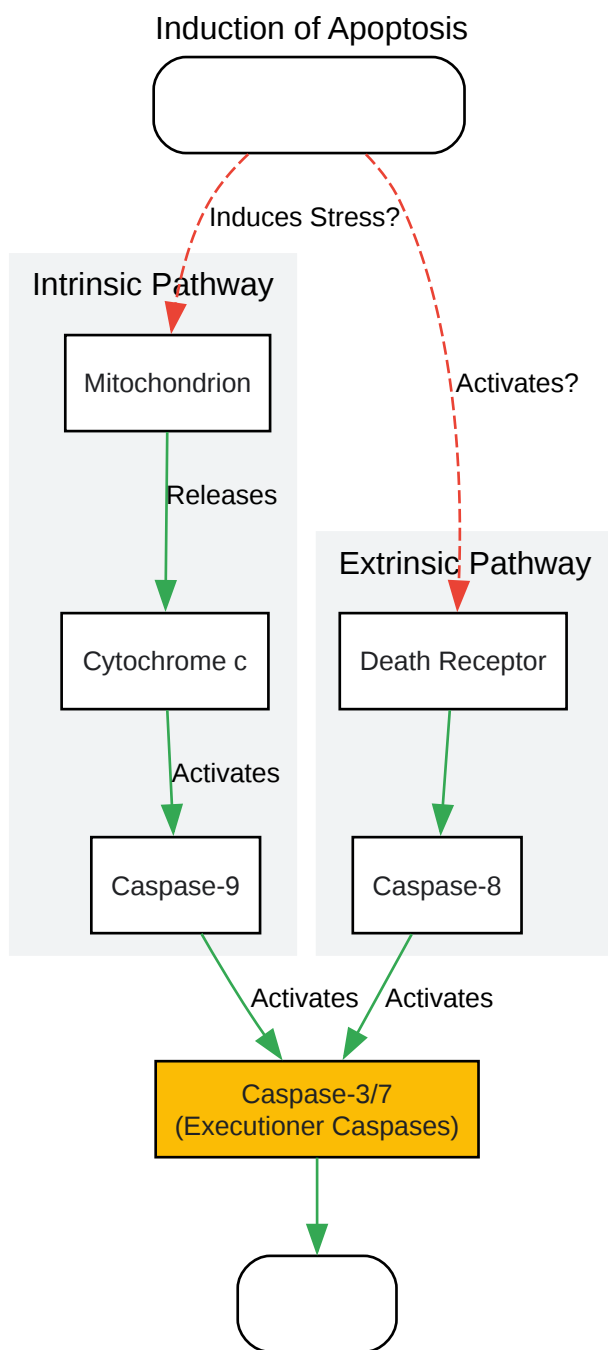 Induction of Apoptosis
Induces Stress?
Intrinsic Pathway
Mitochondrion
Activates?
Releases
Extrinsic Pathway
Cytochrome c
Death Receptor
Activates
Caspase-9
Caspase-8
Activates
Activates
Caspase-3/7
(Executioner Caspases)